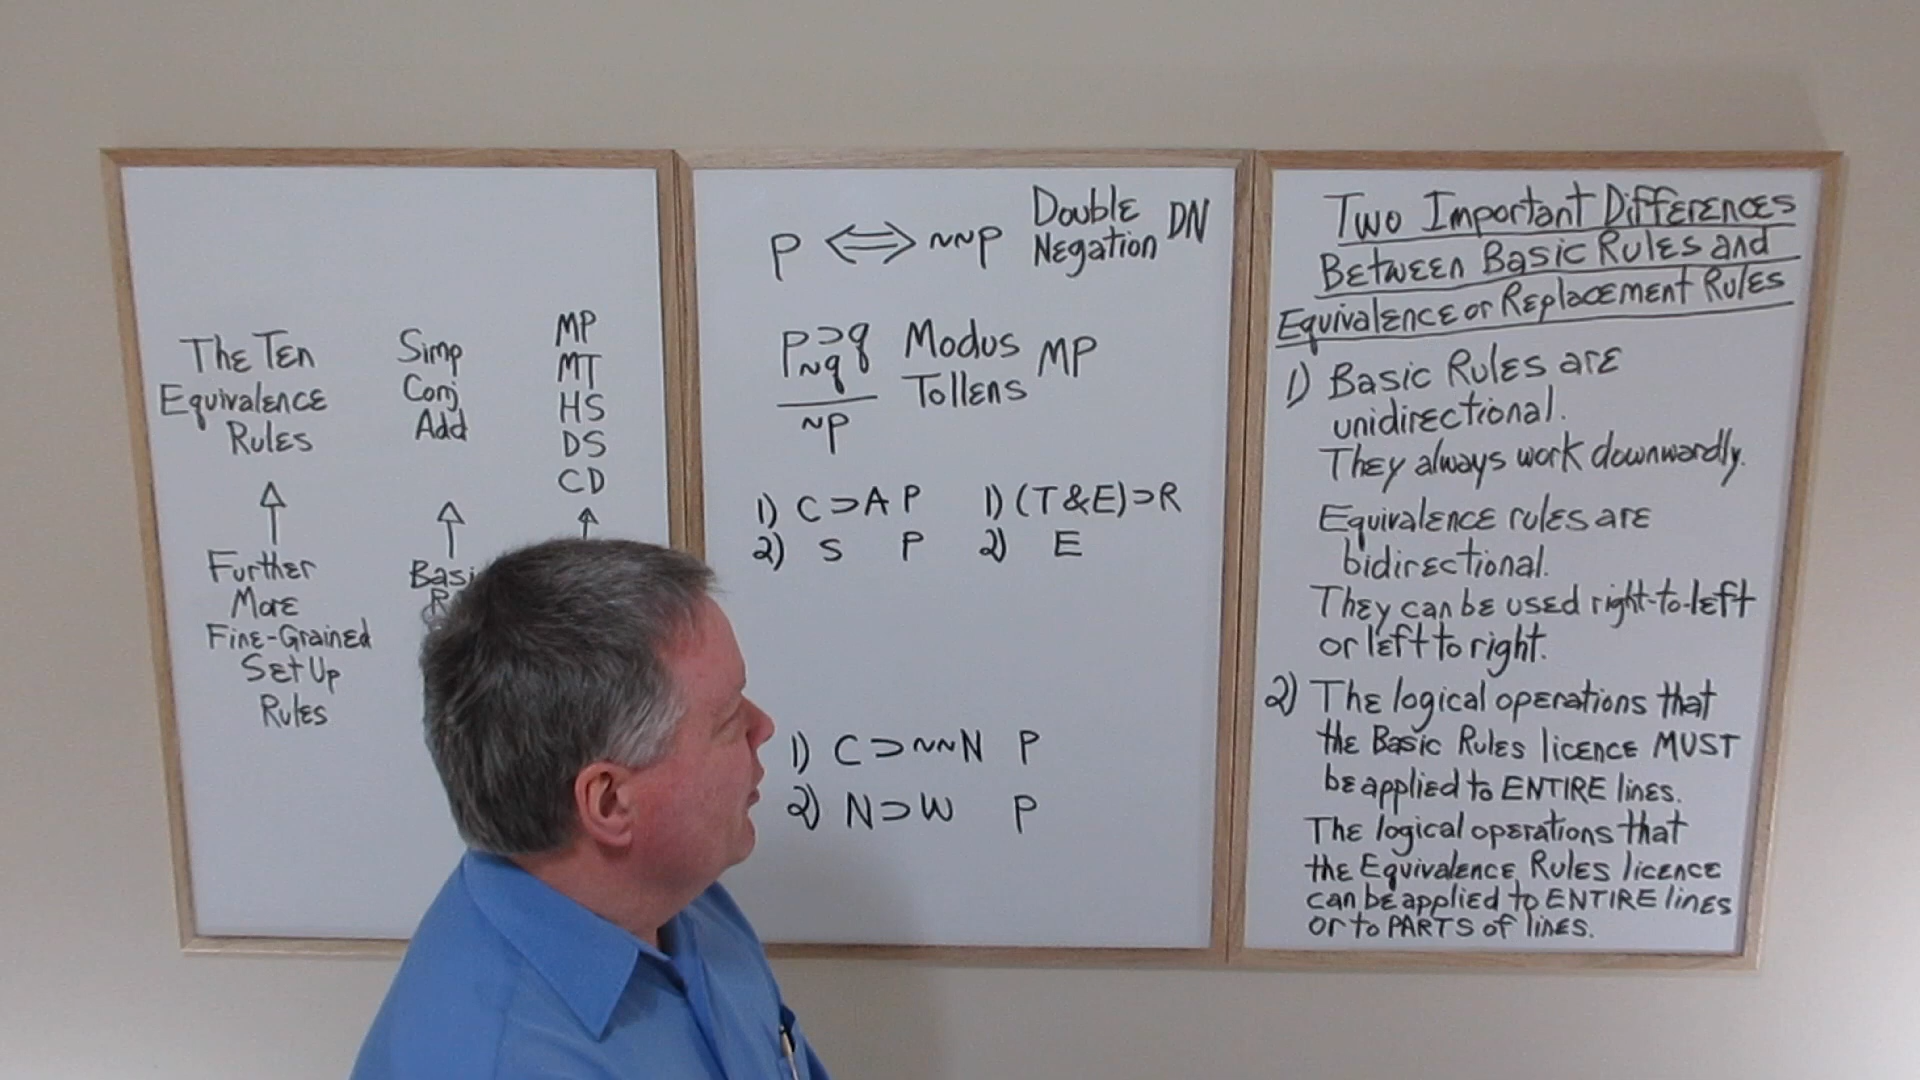 The Ten
Equivalence
Rules
Further
More
Fine-Grained
Set Up
Rules
Simp
Conj
Add
MP
MT
HS
DS
CD
P ⟺ ~~P Double
Negation DN
P⊃q Modus MP
~q Tollens
~P
1) C⊃A P
2) S P
1) (T&E)⊃R
2) E
1) C⊃~~N P
2) N⊃W P
Two Important Differences
Between Basic Rules and
Equivalence or Replacement Rules
1) Basic Rules are
unidirectional.
They always work downwardly.
Equivalence rules are
bidirectional.
They can be used right-to-left
or left to right.
2) The logical operations that
the Basic Rules licence MUST
be applied to ENTIRE lines.
The logical operations that
the Equivalence Rules licence
can be applied to ENTIRE lines
or to PARTS of lines.